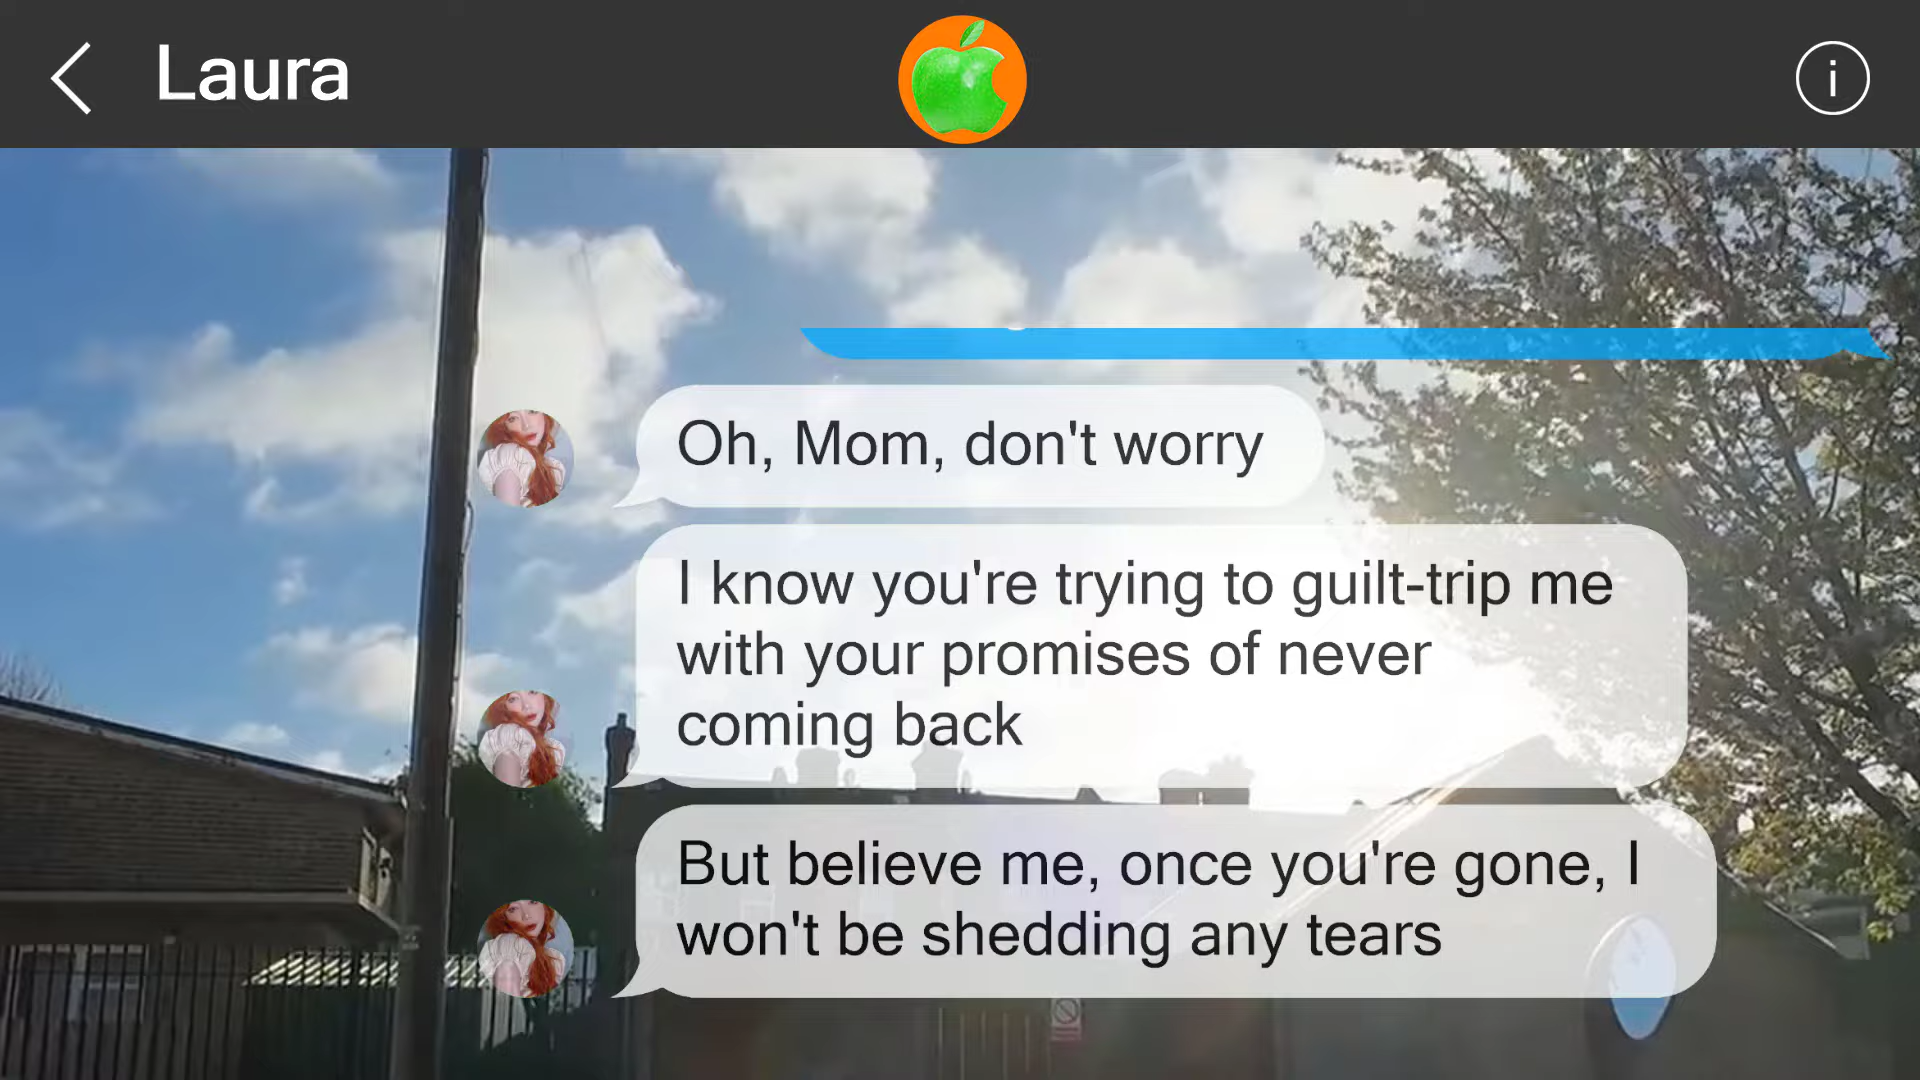 Laura
Oh, Mom, don't worry
I know you're trying to guilt-trip me
with your promises of never
coming back
But believe me, once you're gone, I
won't be shedding any tears